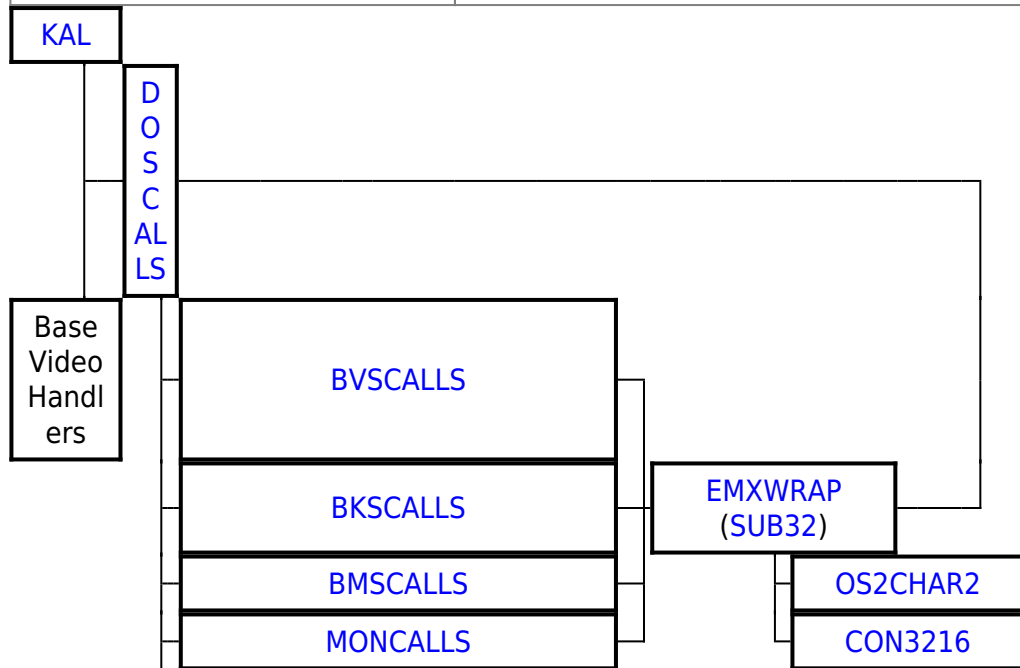 KAL
D
O
S
C
AL
LS
Base
Video
Handl
ers
BVSCALLS
BKSCALLS
EMXWRAP
(SUB32)
BMSCALLS
OS2CHAR2
MONCALLS
CON3216